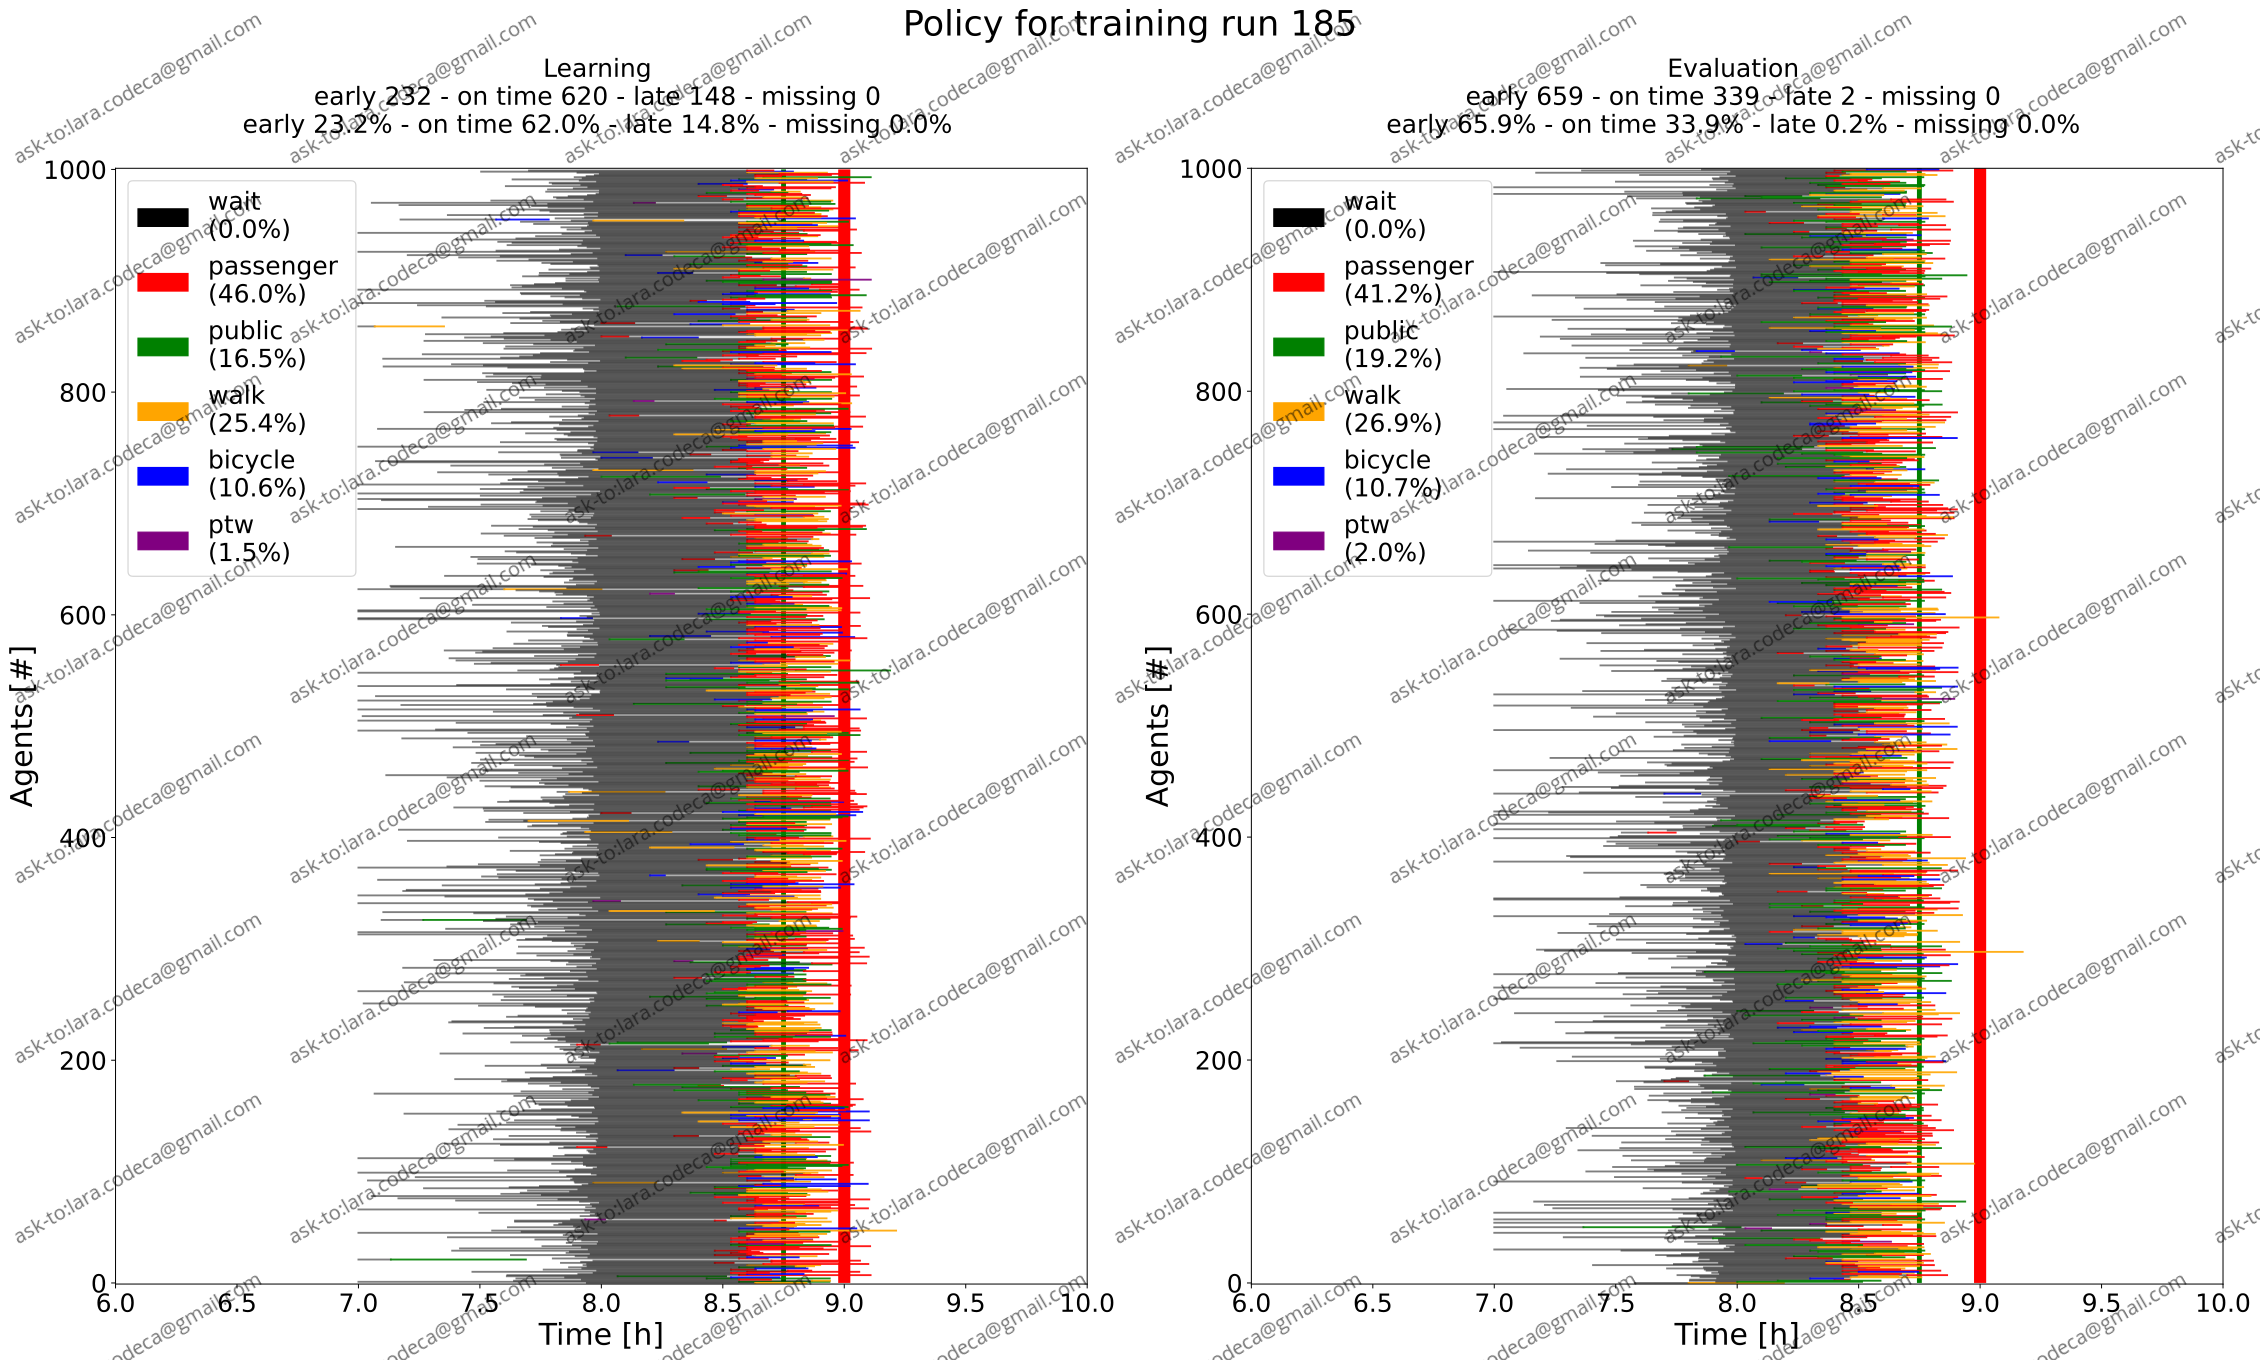 Policy for training run 185
Learning
early 232 - on time 620 - late 148 - missing 0
early 23.2% - on time 62.0% - late 14.8% - missing 0.0%
Evaluation
early 659 - on time 339 - late 2 - missing 0
early 65.9% - on time 33.9% - late 0.2% - missing 0.0%
Agents [#]
1000
800
600
400
200
0
wait
(0.0%)
passenger
(46.0%)
public
(16.5%)
walk
(25.4%)
bicycle
(10.6%)
ptw
(1.5%)
6.0 6.5 7.0 7.5 8.0 8.5 9.0 9.5 10.0
Time [h]
Agents [#]
1000
800
600
400
200
0
wait
(0.0%)
passenger
(41.2%)
public
(19.2%)
walk
(26.9%)
bicycle
(10.7%)
ptw
(2.0%)
6.0 6.5 7.0 7.5 8.0 8.5 9.0 9.5 10.0
Time [h]
ask-to:lara.codeca@gmail.com